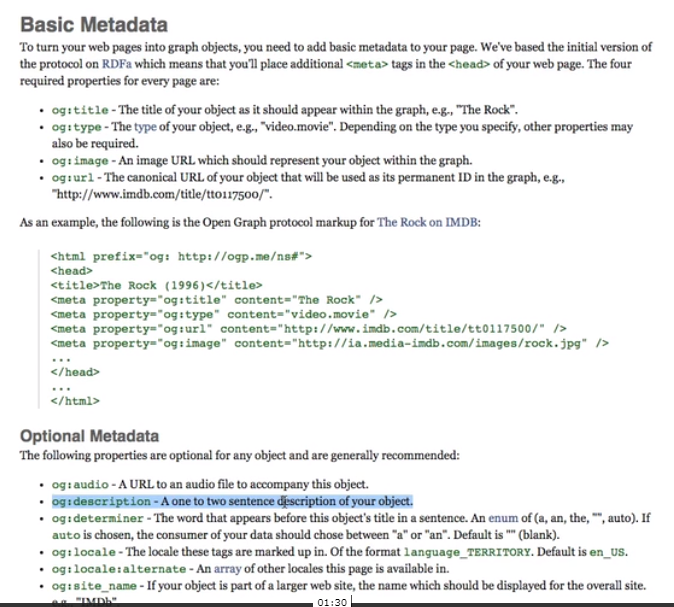 Basic Metadata
To turn your web pages into graph objects, you need to add basic metadata to your page. We've based the initial version of
the protocol on RDFa which means that you'll place additional <meta> tags in the <head> of your web page. The four
required properties for every page are:
• og:title - The title of your object as it should appear within the graph, e.g., "The Rock".
• og:type - The type of your object, e.g., "video.movie". Depending on the type you specify, other properties may
also be required.
• og:image - An image URL which should represent your object within the graph.
• og:url - The canonical URL of your object that will be used as its permanent ID in the graph, e.g.,
"http://www.imdb.com/title/tt0117500/".
As an example, the following is the Open Graph protocol markup for The Rock on IMDB:
<html prefix="og: http://ogp.me/ns#">
<head>
<title>The Rock (1996)</title>
<meta property="og:title" content="The Rock" />
<meta property="og:type" content="video.movie" />
<meta property="og:url" content="http://www.imdb.com/title/tt0117500/" />
<meta property="og:image" content="http://ia.media-imdb.com/images/rock.jpg" />
...
</head>
...
</html>
Optional Metadata
The following properties are optional for any object and are generally recommended:
• og:audio - A URL to an audio file to accompany this object.
• og:description - A one to two sentence description of your object.
• og:determiner - The word that appears before this object's title in a sentence. An enum of (a, an, the, "", auto). If
auto is chosen, the consumer of your data should chose between "a" or "an". Default is "" (blank).
• og:locale - The locale these tags are marked up in. Of the format language_TERRITORY. Default is en_US.
• og:locale:alternate - An array of other locales this page is available in.
• og:site_name - If your object is part of a larger web site, the name which should be displayed for the overall site.
e.g., "IMDb"
01:30